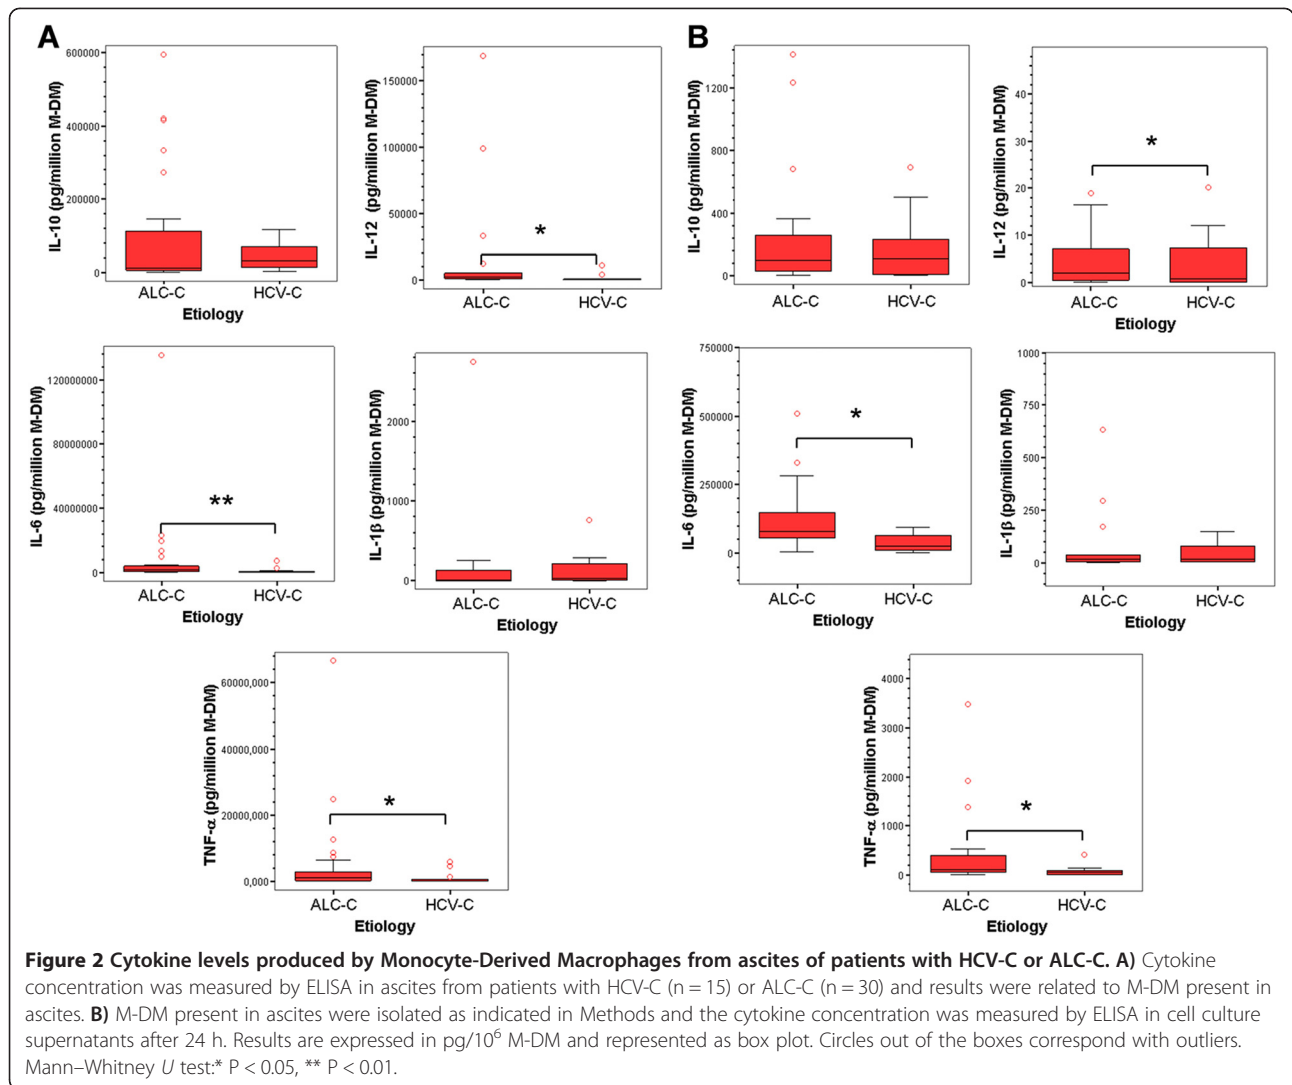 A
B
IL-10 (pg/million M-DM)
600000
400000
200000
0
ALC-C HCV-C
Etiology
IL-12 (pg/million M-DM)
150000
100000
50000
0
*
ALC-C HCV-C
Etiology
IL-10 (pg/million M-DM)
1200
800
400
0
ALC-C HCV-C
Etiology
IL-12 (pg/million M-DM)
40
30
20
10
0
*
ALC-C HCV-C
Etiology
IL-6 (pg/million M-DM)
120000000
80000000
40000000
0
**
ALC-C HCV-C
Etiology
IL-1β (pg/million M-DM)
2000
1000
0
ALC-C HCV-C
Etiology
IL-6 (pg/million M-DM)
750000
500000
250000
0
*
ALC-C HCV-C
Etiology
IL-1β (pg/million M-DM)
1000
750
500
250
0
ALC-C HCV-C
Etiology
TNF-α (pg/million M-DM)
60000,000
40000,000
20000,000
0,000
*
ALC-C HCV-C
Etiology
TNF-α (pg/million M-DM)
4000
3000
2000
1000
0
*
ALC-C HCV-C
Etiology
Figure 2 Cytokine levels produced by Monocyte-Derived Macrophages from ascites of patients with HCV-C or ALC-C. A) Cytokine
concentration was measured by ELISA in ascites from patients with HCV-C (n = 15) or ALC-C (n = 30) and results were related to M-DM present in
ascites. B) M-DM present in ascites were isolated as indicated in Methods and the cytokine concentration was measured by ELISA in cell culture
supernatants after 24 h. Results are expressed in pg/10⁶ M-DM and represented as box plot. Circles out of the boxes correspond with outliers.
Mann–Whitney U test:* P < 0.05, ** P < 0.01.